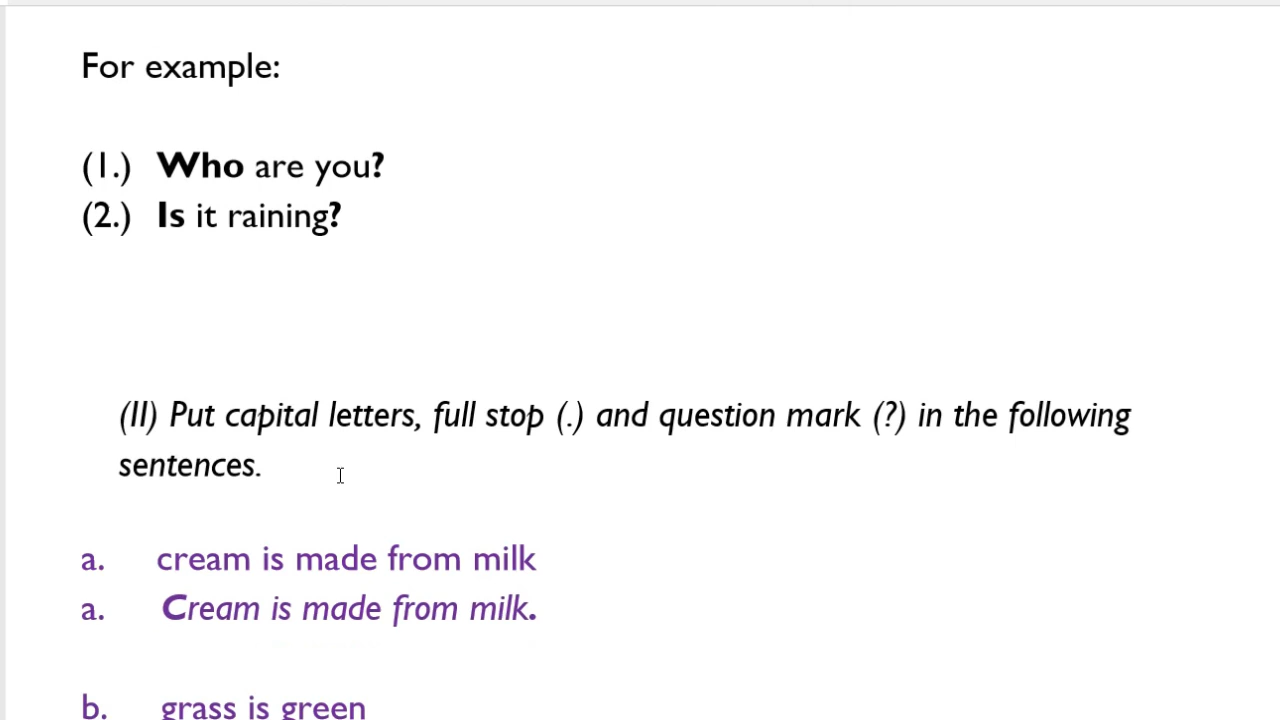 For example:
(1.) Who are you?
(2.) Is it raining?
(II) Put capital letters, full stop (.) and question mark (?) in the following
sentences.
a. cream is made from milk
a. Cream is made from milk.
b. grass is green